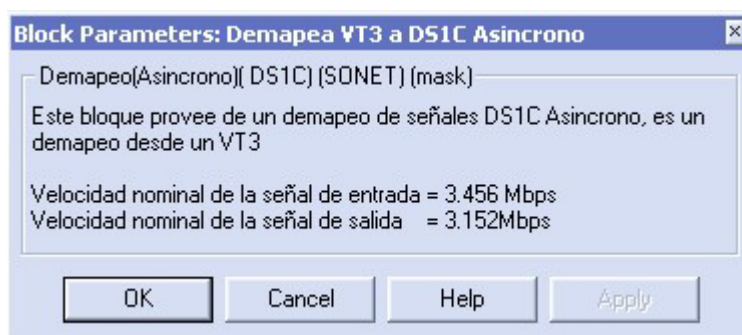 Block Parameters: Demapea VT3 a DS1C Asincrono
Demapeo(Asincrono)( DS1C) (SONET) (mask)
Este bloque provee de un demapeo de señales DS1C Asincrono, es un
demapeo desde un VT3
Velocidad nominal de la señal de entrada = 3.456 Mbps
Velocidad nominal de la señal de salida = 3.152Mbps
OK Cancel Help Apply